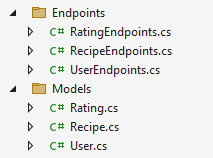 Endpoints
C# RatingEndpoints.cs
C# RecipeEndpoints.cs
C# UserEndpoints.cs
Models
C# Rating.cs
C# Recipe.cs
C# User.cs